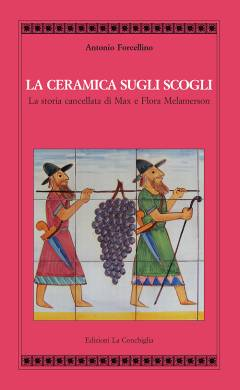 Antonio Forcellino
LA CERAMICA SUGLI SCOGLI
La storia cancellata di Max e Flora Melamerson
Edizioni La Conchiglia